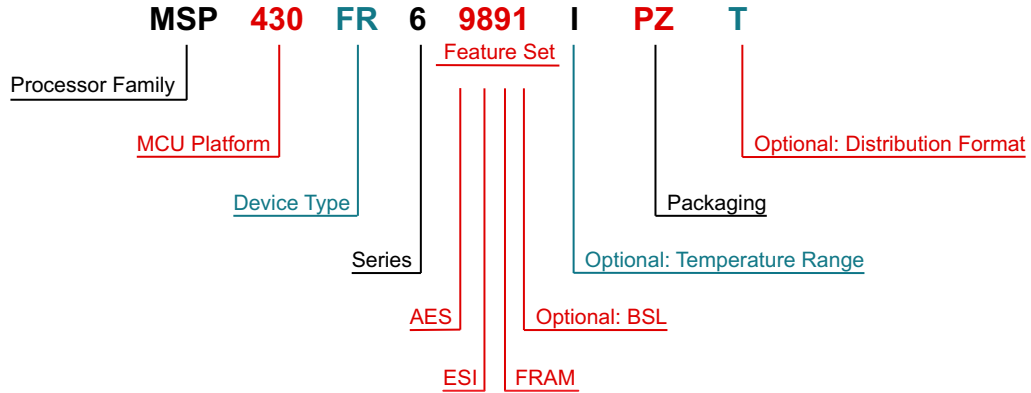 MSP 430 FR 6 9891 I PZ T
Feature Set
Processor Family
MCU Platform
Optional: Distribution Format
Device Type
Packaging
Series
Optional: Temperature Range
AES
Optional: BSL
ESI
FRAM